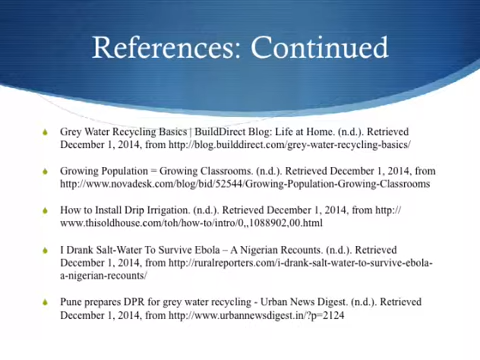 References: Continued
Grey Water Recycling Basics | BuildDirect Blog: Life at Home. (n.d.). Retrieved
December 1, 2014, from http://blog.builddirect.com/grey-water-recycling-basics/
Growing Population = Growing Classrooms. (n.d.). Retrieved December 1, 2014, from
http://www.novadesk.com/blog/bid/52544/Growing-Population-Growing-Classrooms
How to Install Drip Irrigation. (n.d.). Retrieved December 1, 2014, from http://
www.thisoldhouse.com/toh/how-to/intro/0,,1088902,00.html
I Drank Salt-Water To Survive Ebola – A Nigerian Recounts. (n.d.). Retrieved
December 1, 2014, from http://ruralreporters.com/i-drank-salt-water-to-survive-ebola-
a-nigerian-recounts/
Pune prepares DPR for grey water recycling - Urban News Digest. (n.d.). Retrieved
December 1, 2014, from http://www.urbannewsdigest.in/?p=2124